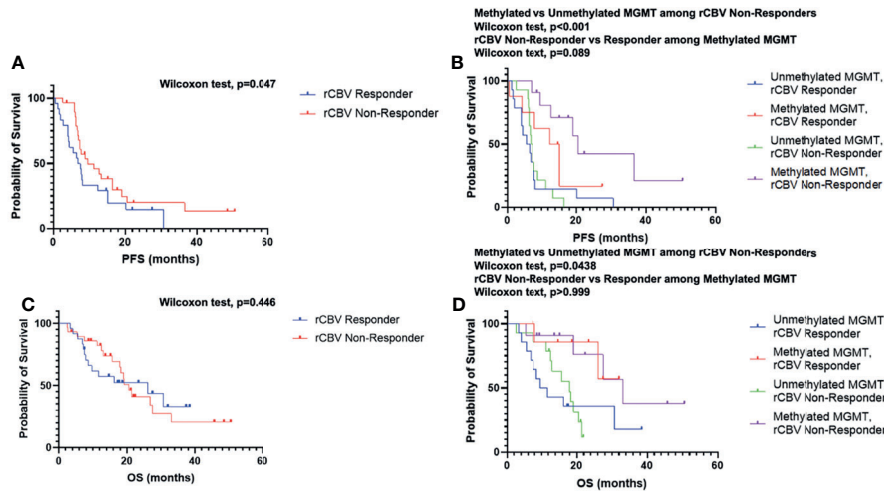 A
Wilcoxon test, p=0.047
rCBV Responder
rCBV Non-Responder
Probability of Survival
100
50
0
0
20
40
60
PFS (months)
Methylated vs Unmethylated MGMT among rCBV Non-Responders
Wilcoxon test, p<0.001
rCBV Non-Responder vs Responder among Methylated MGMT
Wilcoxon text, p=0.089
B
Unmethylated MGMT,
rCBV Responder
Methylated MGMT,
rCBV Responder
Unmethylated MGMT,
rCBV Non-Responder
Methylated MGMT,
rCBV Non-Responder
Probability of Survival
100
50
0
0
20
40
60
PFS (months)
C
Wilcoxon test, p=0.446
rCBV Responder
rCBV Non-Responder
Probability of Survival
100
50
0
0
20
40
60
OS (months)
Methylated vs Unmethylated MGMT among rCBV Non-Responders
Wilcoxon test, p=0.0438
rCBV Non-Responder vs Responder among Methylated MGMT
Wilcoxon text, p>0.999
D
Unmethylated MGMT
rCBV Responder
Methylated MGMT,
rCBV Responder
Unmethylated MGMT
rCBV Non-Responder
Methylated MGMT,
rCBV Non-Responder
Probability of Survival
100
50
0
0
20
40
60
OS (months)